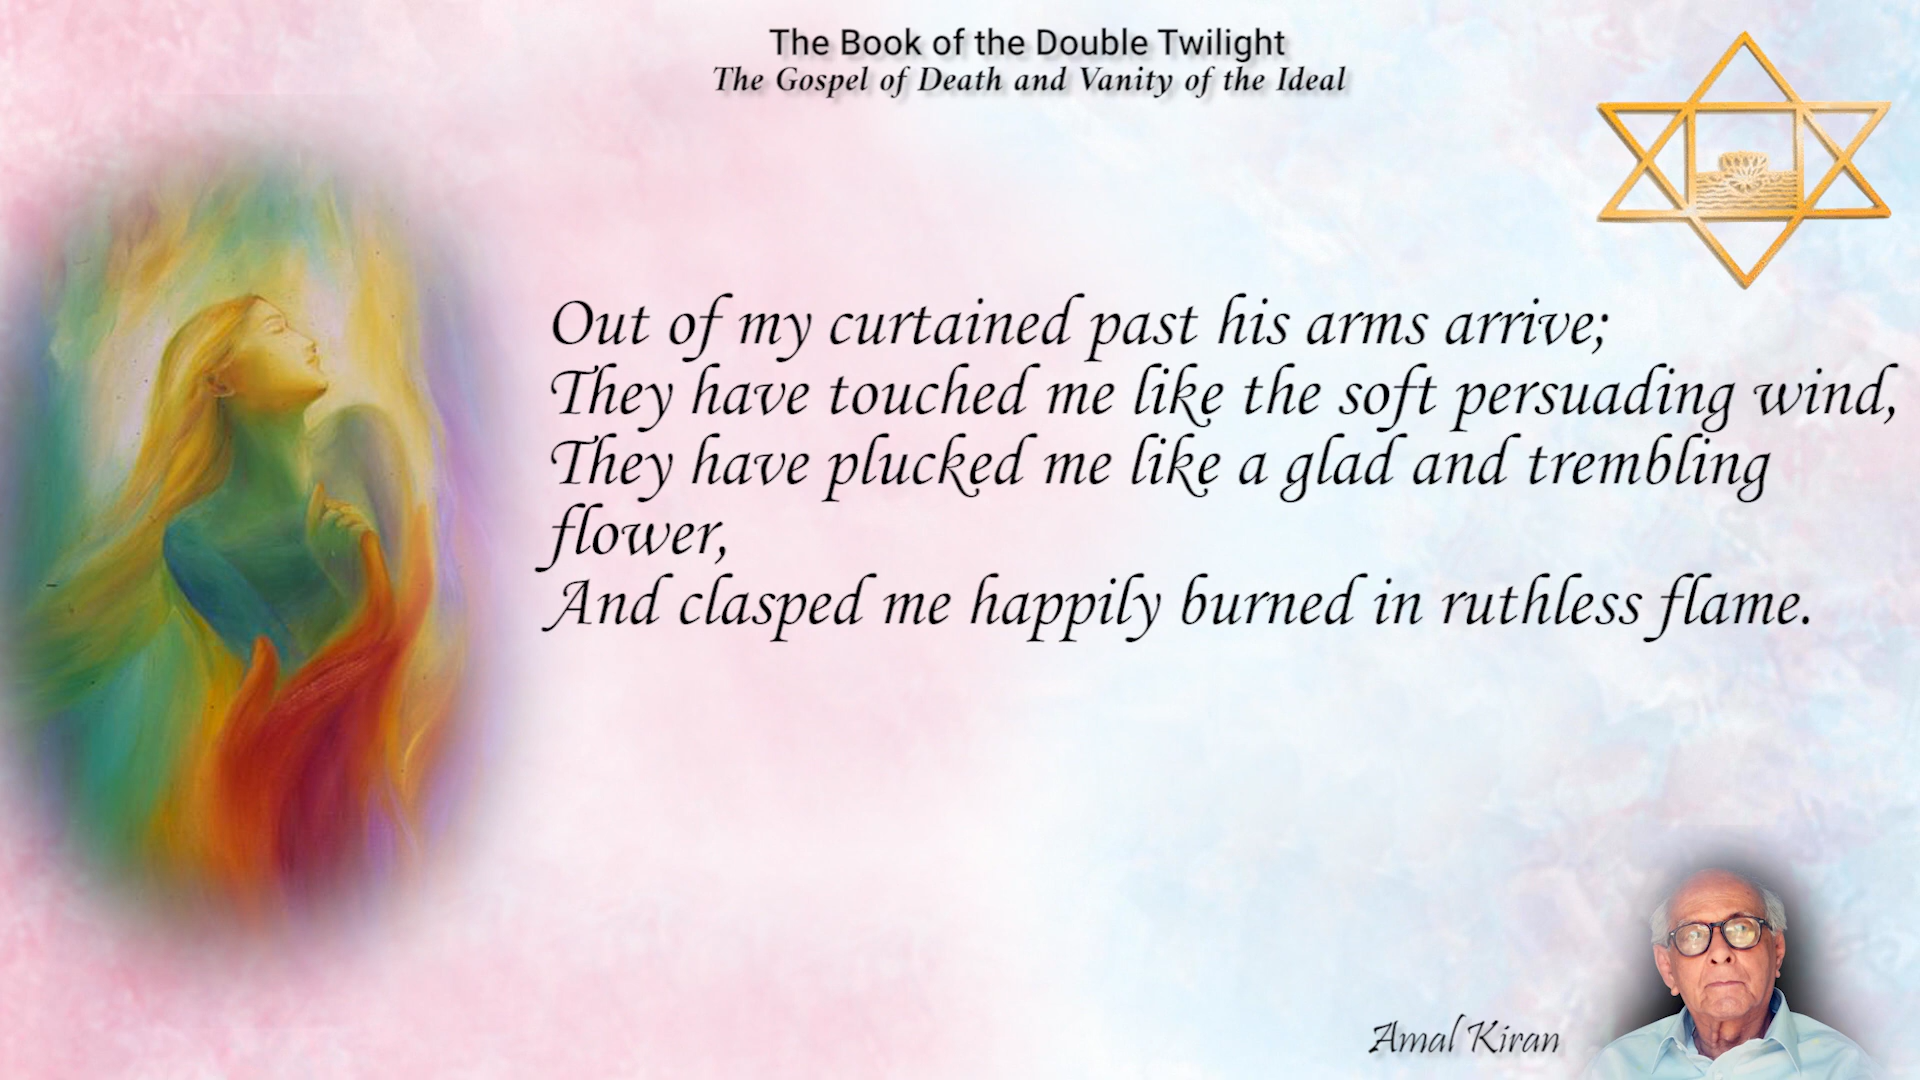 The Book of the Double Twilight
The Gospel of Death and Vanity of the Ideal
Out of my curtained past his arms arrive;
They have touched me like the soft persuading wind,
They have plucked me like a glad and trembling
flower,
And clasped me happily burned in ruthless flame.
Amal Kiran